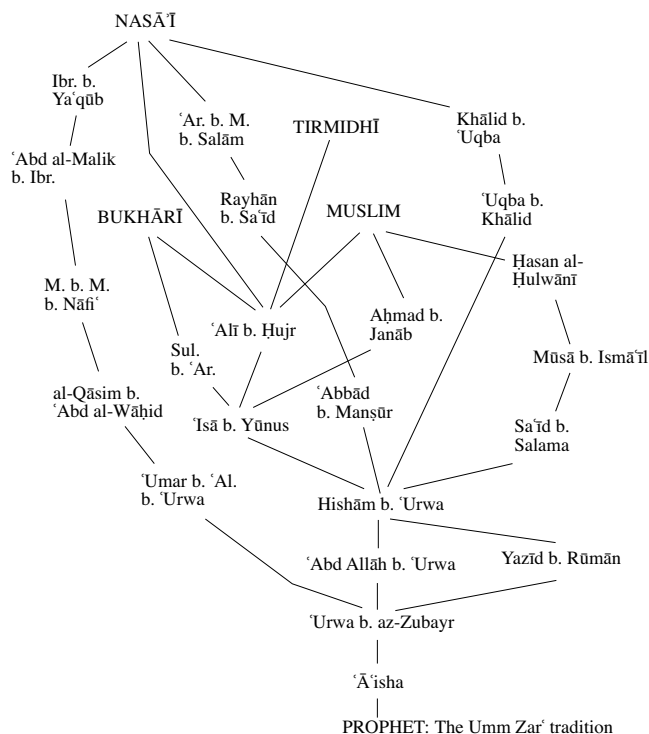 NASĀʾĪ
Ibr. b.
Yaʿqūb
ʿAr. b. M.
b. Salām
TIRMIDHĪ
Khālid b.
ʿUqba
ʿAbd al-Malik
b. Ibr.
Rayhān
b. Saʿīd
BUKHĀRĪ
MUSLIM
ʿUqba b.
Khālid
Ḥasan al-
Ḥulwānī
M. b. M.
b. Nāfiʿ
ʿAlī b. Ḥujr
Aḥmad b.
Janāb
Sul.
b. ʿAr.
Mūsā b. Ismāʿīl
al-Qāsim b.
ʿAbd al-Wāḥid
ʿĪsā b. Yūnus
ʿAbbād
b. Manṣūr
Saʿīd b.
Salama
ʿUmar b. ʿAl.
b. ʿUrwa
Hishām b. ʿUrwa
ʿAbd Allāh b. ʿUrwa
Yazīd b. Rūmān
ʿUrwa b. az-Zubayr
ʿĀʿisha
PROPHET: The Umm Zarʿ tradition